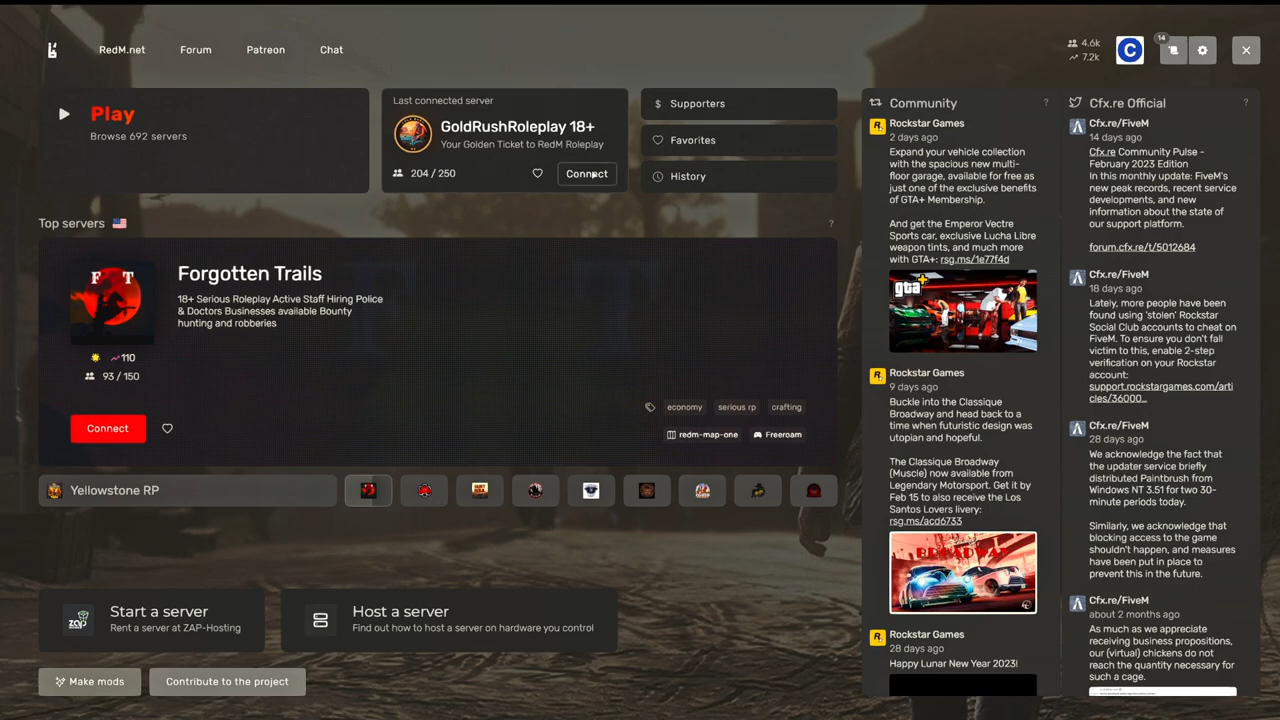 RedM.net
Forum
Patreon
Chat
4.6k
7.2k
C
14
Play
Browse 692 servers
Last connected server
GoldRushRoleplay 18+
Your Golden Ticket to RedM Roleplay
204 / 250
Connect
$ Supporters
Favorites
History
Top servers
?
F T
Forgotten Trails
18+ Serious Roleplay Active Staff Hiring Police
& Doctors Businesses available Bounty
hunting and robberies
110
93 / 150
Connect
economy
serious rp
crafting
redm-map-one
Freeroam
Yellowstone RP
Start a server
Rent a server at ZAP-Hosting
Host a server
Find out how to host a server on hardware you control
Make mods
Contribute to the project
Community
?
Rockstar Games
2 days ago
Expand your vehicle collection
with the spacious new multi-
floor garage, available for free as
just one of the exclusive benefits
of GTA+ Membership.
And get the Emperor Vectre
Sports car, exclusive Lucha Libre
weapon tints, and much more
with GTA+: rsg.ms/1e77f4d
gta+
Rockstar Games
9 days ago
Buckle into the Classique
Broadway and head back to a
time when futuristic design was
utopian and hopeful.
The Classique Broadway
(Muscle) now available from
Legendary Motorsport. Get it by
Feb 15 to also receive the Los
Santos Lovers livery:
rsg.ms/acd6733
BROADWAY
Rockstar Games
28 days ago
Happy Lunar New Year 2023!
Cfx.re Official
?
Cfx.re/FiveM
14 days ago
Cfx.re Community Pulse -
February 2023 Edition
In this monthly update: FiveM's
new peak records, recent service
developments, and new
information about the state of
our support platform.
forum.cfx.re/t/5012684
Cfx.re/FiveM
18 days ago
Lately, more people have been
found using 'stolen' Rockstar
Social Club accounts to cheat on
FiveM. To ensure you don't fall
victim to this, enable 2-step
verification on your Rockstar
account:
support.rockstargames.com/arti
cles/36000…
Cfx.re/FiveM
28 days ago
We acknowledge the fact that
the updater service briefly
distributed Paintbrush from
Windows NT 3.51 for two 30-
minute periods today.
Similarly, we acknowledge that
blocking access to the game
shouldn't happen, and measures
have been put in place to
prevent this in the future.
Cfx.re/FiveM
about 2 months ago
As much as we appreciate
receiving business propositions,
our (virtual) chickens do not
reach the quantity necessary for
such a cage.